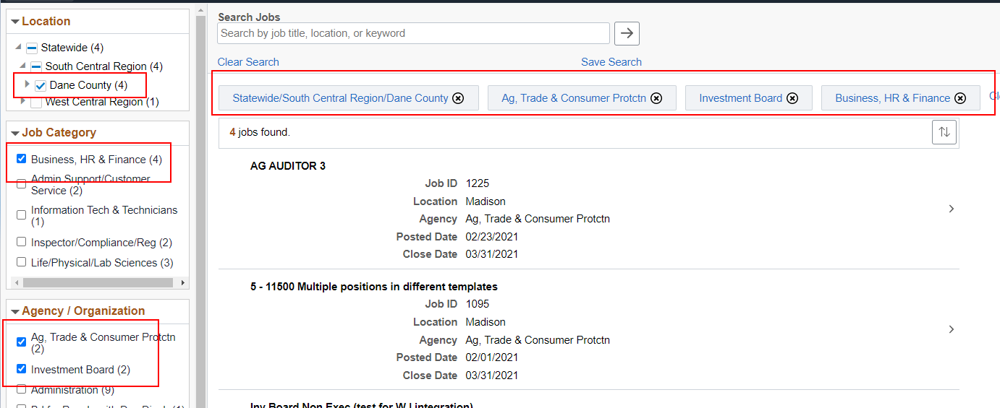 Location
Statewide (4)
South Central Region (4)
Dane County (4)
West Central Region (1)
Job Category
Business, HR & Finance (4)
Admin Support/Customer
Service (2)
Information Tech & Technicians
(1)
Inspector/Compliance/Reg (2)
Life/Physical/Lab Sciences (3)
Agency / Organization
Ag, Trade & Consumer Protctn
(2)
Investment Board (2)
Administration (9)
Search Jobs
Search by job title, location, or keyword
Clear Search
Save Search
Statewide/South Central Region/Dane County
Ag, Trade & Consumer Protctn
Investment Board
Business, HR & Finance
4 jobs found.
AG AUDITOR 3
Job ID 1225
Location Madison
Agency Ag, Trade & Consumer Protctn
Posted Date 02/23/2021
Close Date 03/31/2021
5 - 11500 Multiple positions in different templates
Job ID 1095
Location Madison
Agency Ag, Trade & Consumer Protctn
Posted Date 02/01/2021
Close Date 03/31/2021
Inv Board Non Exec (test for WJ integration)